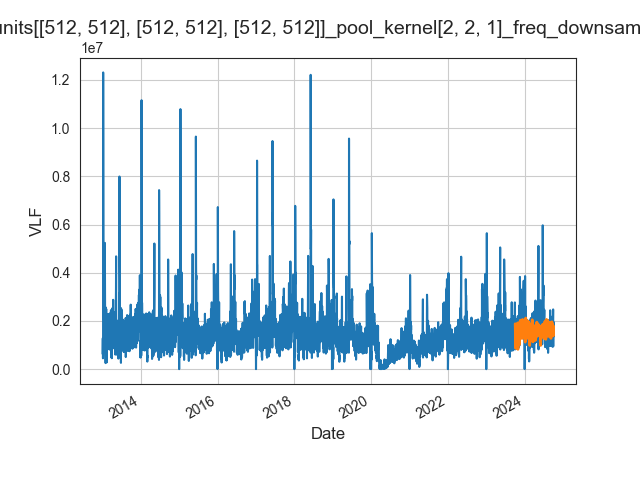 units[[512, 512], [512, 512], [512, 512]]_pool_kernel[2, 2, 1]_freq_downsam
1e7
1.2
1.0
0.8
0.6
0.4
0.2
0.0
VLF
2014 2016 2018 2020 2022 2024
Date